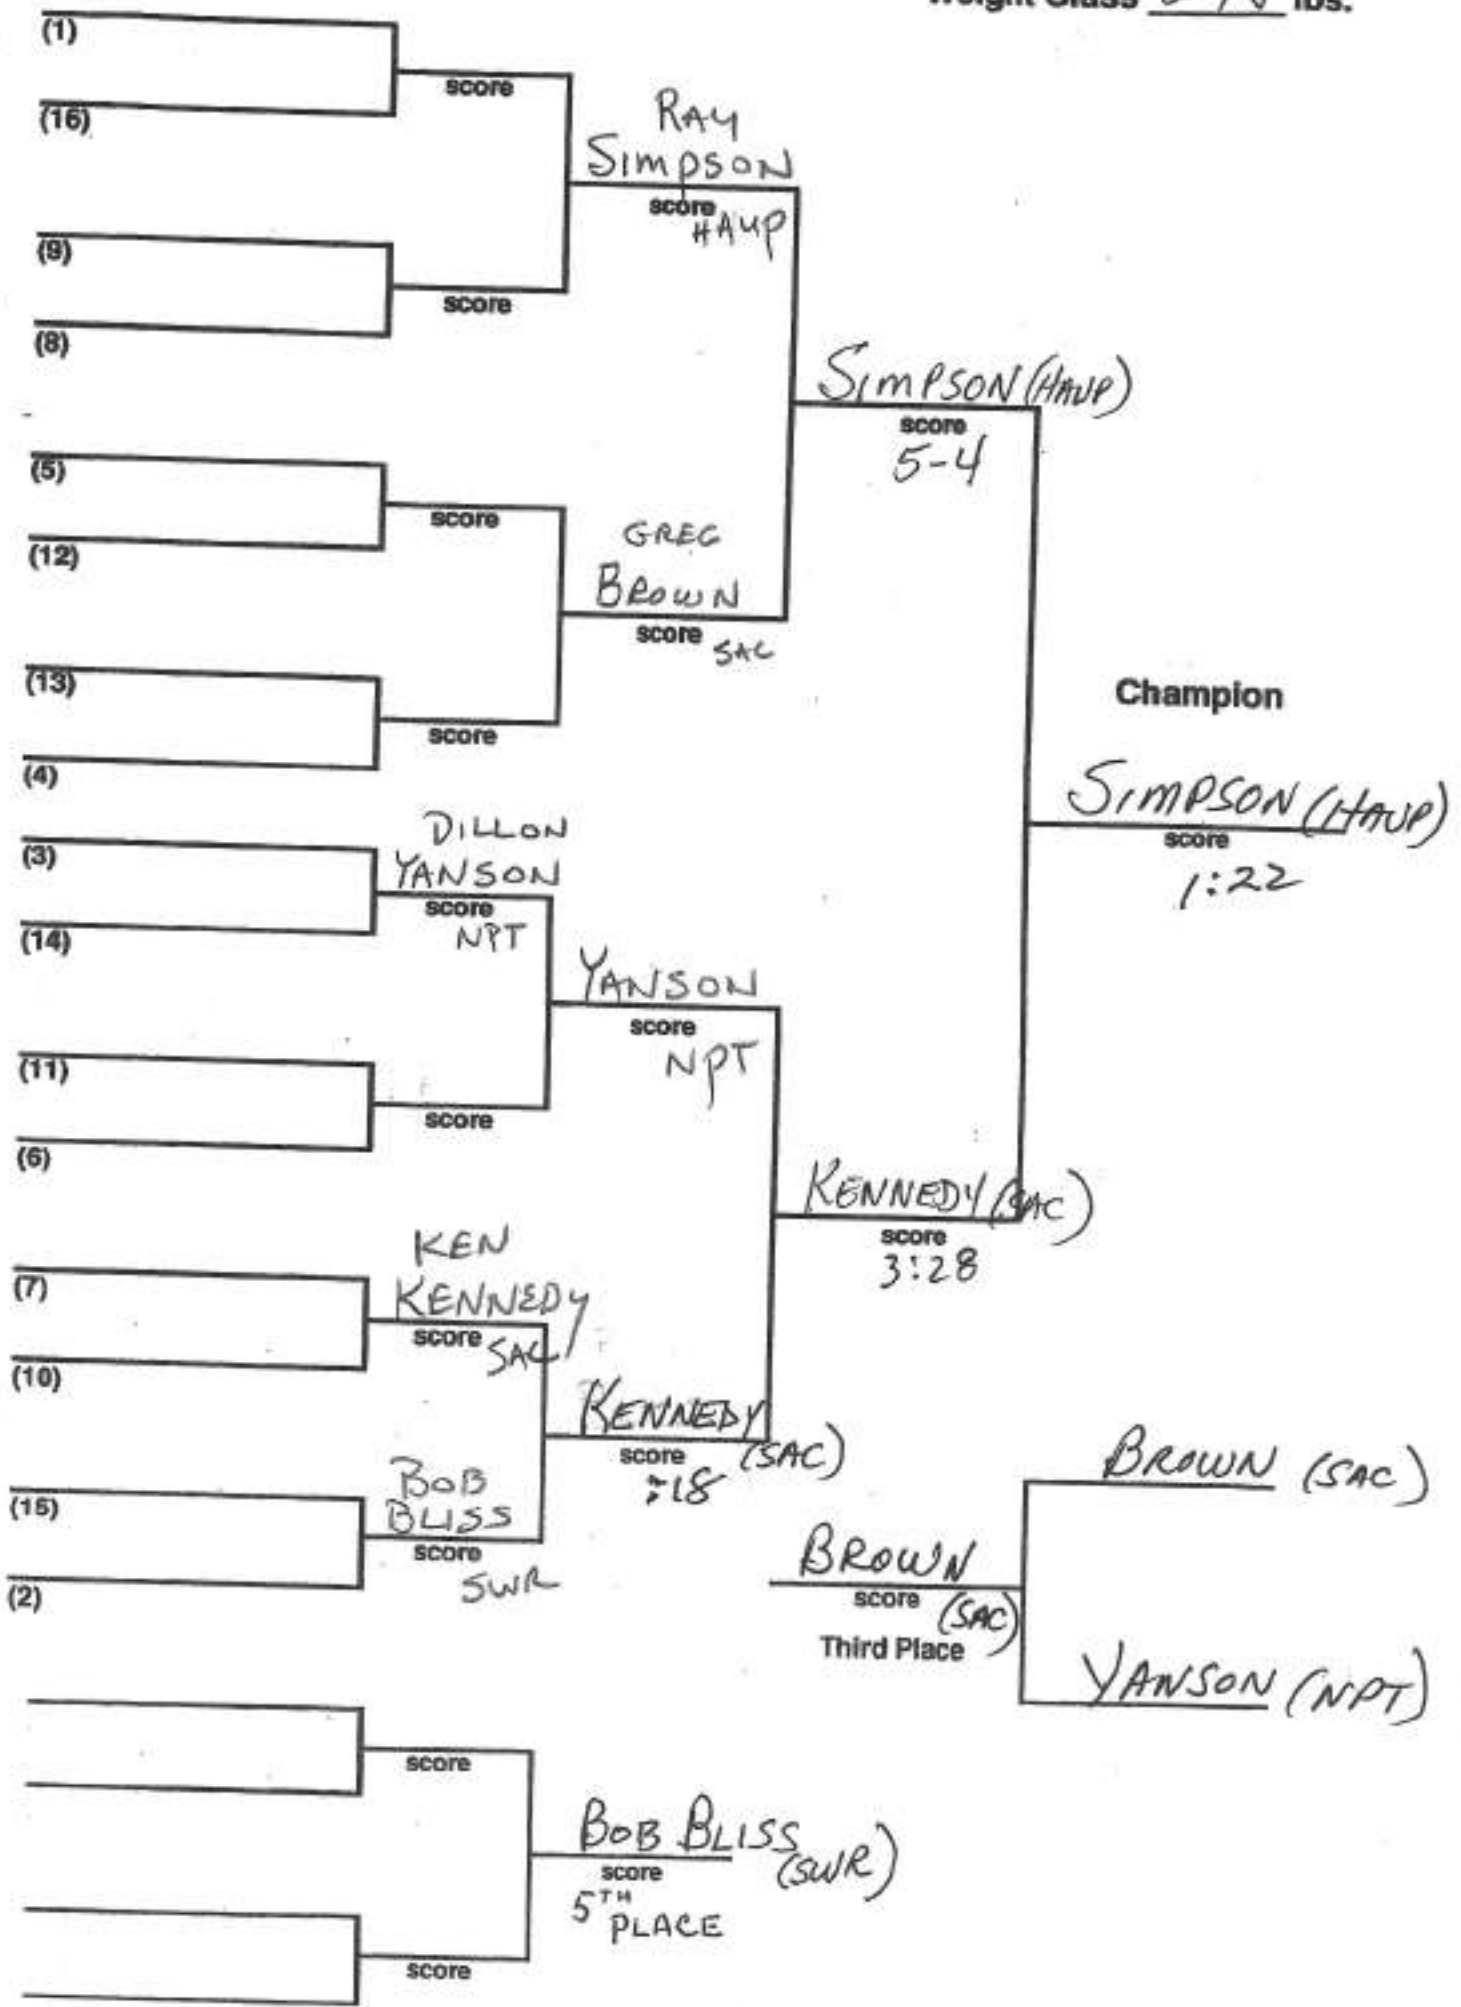 Weight Class lbs.
(1)
score
(16)
RAY
SIMPSON
score
HAUP
(9)
score
(8)
SIMPSON (HAUP)
score
5-4
(5)
score
(12)
GREG
BROWN
score
SAC
(13)
score
(4)
Champion
SIMPSON (HAUP)
score
1:22
(3)
DILLON
YANSON
score
NPT
(14)
YANSON
score
NPT
(11)
score
(6)
KENNEDY (SAC)
score
3:28
(7)
KEN
KENNEDY
score
SAC
(10)
KENNEDY
score (SAC)
:18
(15)
BOB
BLISS
score
SWR
(2)
BROWN (SAC)
BROWN
score
(SAC)
Third Place
YANSON (NPT)
score
BOB BLISS
score (SWR)
5TH
PLACE
score